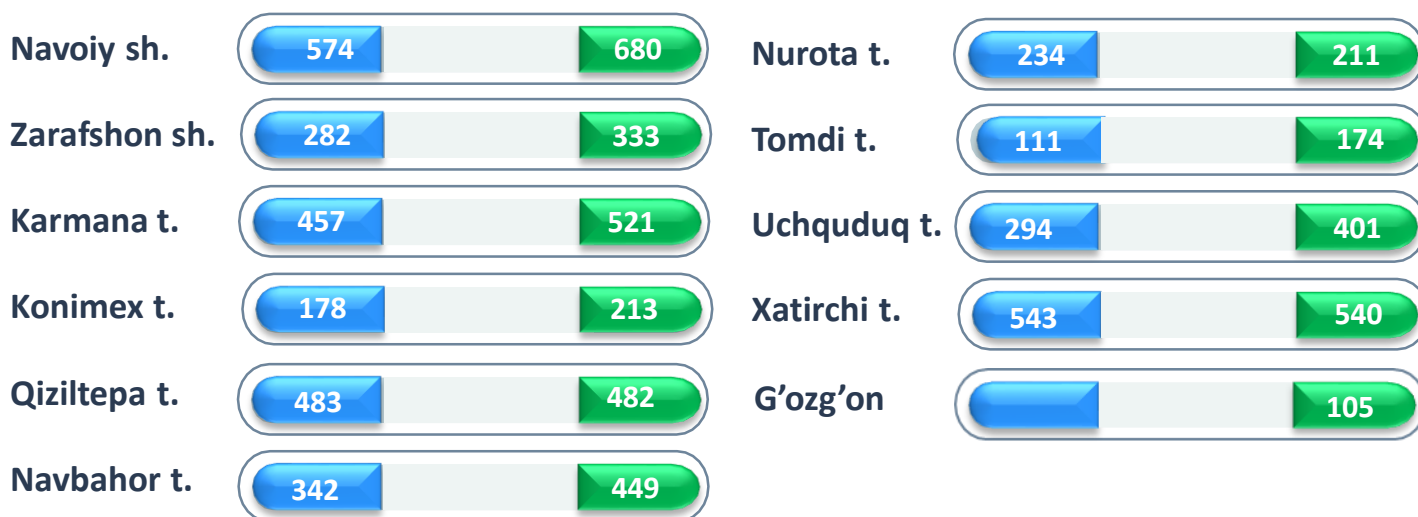 Navoiy sh. 574 680
Zarafshon sh. 282 333
Karmana t. 457 521
Konimex t. 178 213
Qiziltepa t. 483 482
Navbahor t. 342 449
Nurota t. 234 211
Tomdi t. 111 174
Uchquduq t. 294 401
Xatirchi t. 543 540
G’ozg’on 105